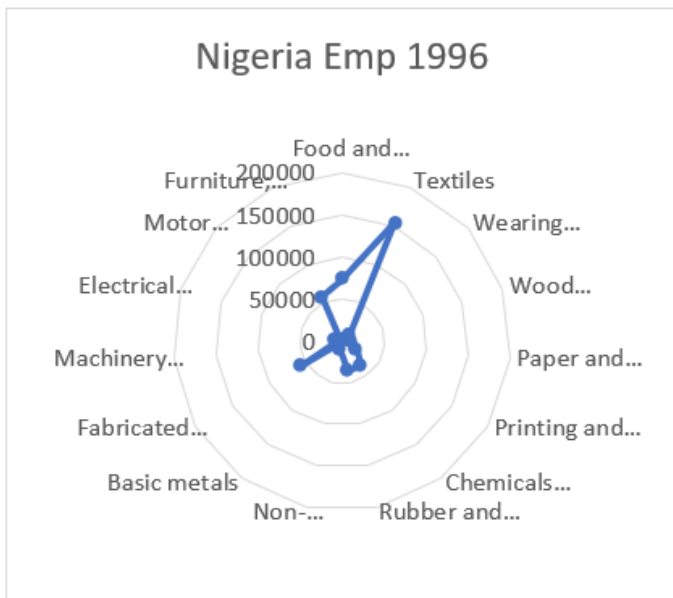 Nigeria Emp 1996
Food and...
200000
Furniture,...
Textiles
150000
Motor...
Wearing...
100000
Electrical...
Wood...
50000
0
Machinery...
Paper and...
Fabricated...
Printing and...
Basic metals
Chemicals...
Non-...
Rubber and...